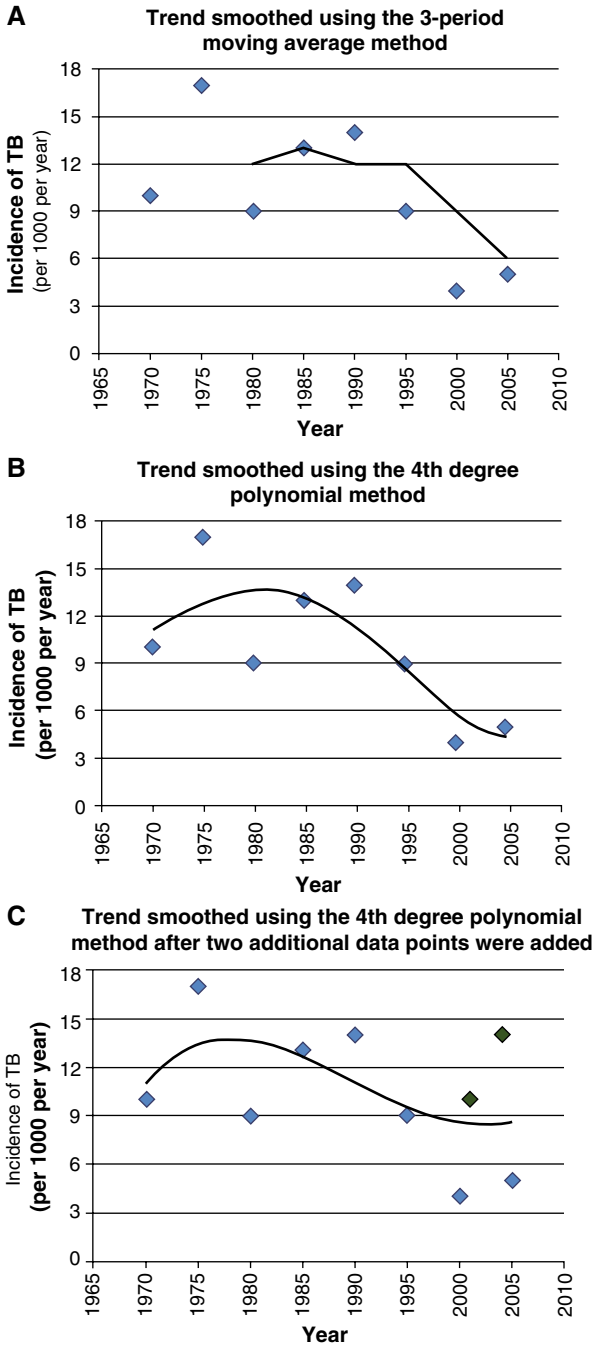 A
Trend smoothed using the 3-period
moving average method
Incidence of TB
(per 1000 per year)
18
15
12
9
6
3
0
1965 1970 1975 1980 1985 1990 1995 2000 2005 2010
Year
B
Trend smoothed using the 4th degree
polynomial method
Incidence of TB
(per 1000 per year)
18
15
12
9
6
3
0
1965 1970 1975 1980 1985 1990 1995 2000 2005 2010
Year
C
Trend smoothed using the 4th degree polynomial
method after two additional data points were added
Incidence of TB
(per 1000 per year)
18
15
12
9
6
3
0
1965 1970 1975 1980 1985 1990 1995 2000 2005 2010
Year